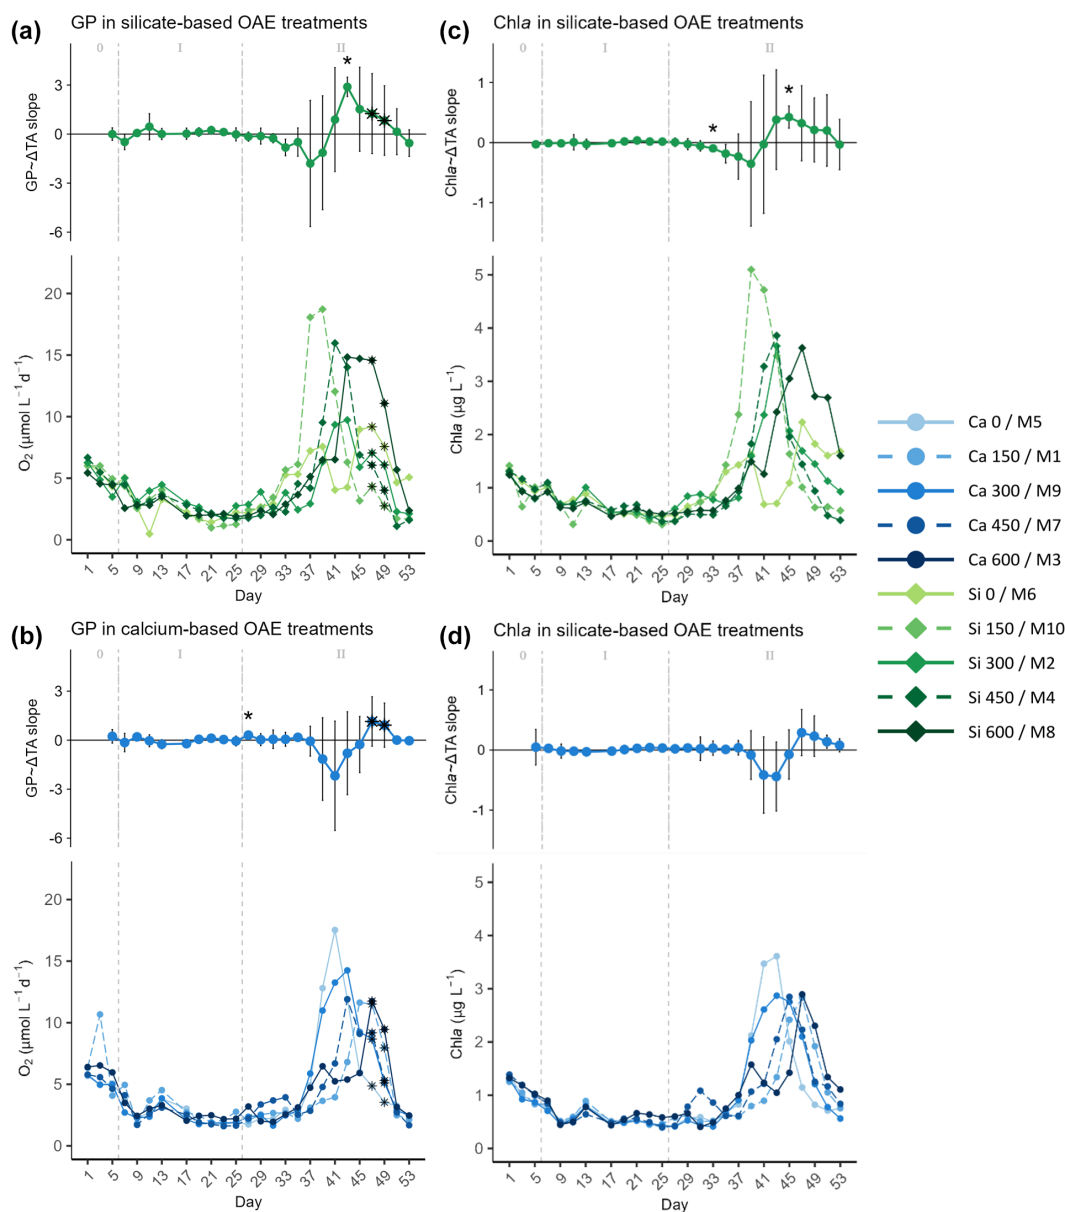 (a) GP in silicate-based OAE treatments
0 I II
*
3
0
-3
-6
GP~ΔTA slope
20
15
10
5
0
O2 (μmol L−1 d−1)
1 5 9 13 17 21 25 29 33 37 41 45 49 53
Day
(c) Chla in silicate-based OAE treatments
0 I II
* *
1
0
-1
Chla~ΔTA slope
5
4
3
2
1
0
Chla (μg L−1)
1 5 9 13 17 21 25 29 33 37 41 45 49 53
Day
(b) GP in calcium-based OAE treatments
0 I II
*
3
0
-3
-6
GP~ΔTA slope
20
15
10
5
0
O2 (μmol L−1 d−1)
1 5 9 13 17 21 25 29 33 37 41 45 49 53
Day
(d) Chla in silicate-based OAE treatments
0 I II
1
0
-1
Chla~ΔTA slope
5
4
3
2
1
0
Chla (μg L−1)
1 5 9 13 17 21 25 29 33 37 41 45 49 53
Day
Ca 0 / M5
Ca 150 / M1
Ca 300 / M9
Ca 450 / M7
Ca 600 / M3
Si 0 / M6
Si 150 / M10
Si 300 / M2
Si 450 / M4
Si 600 / M8